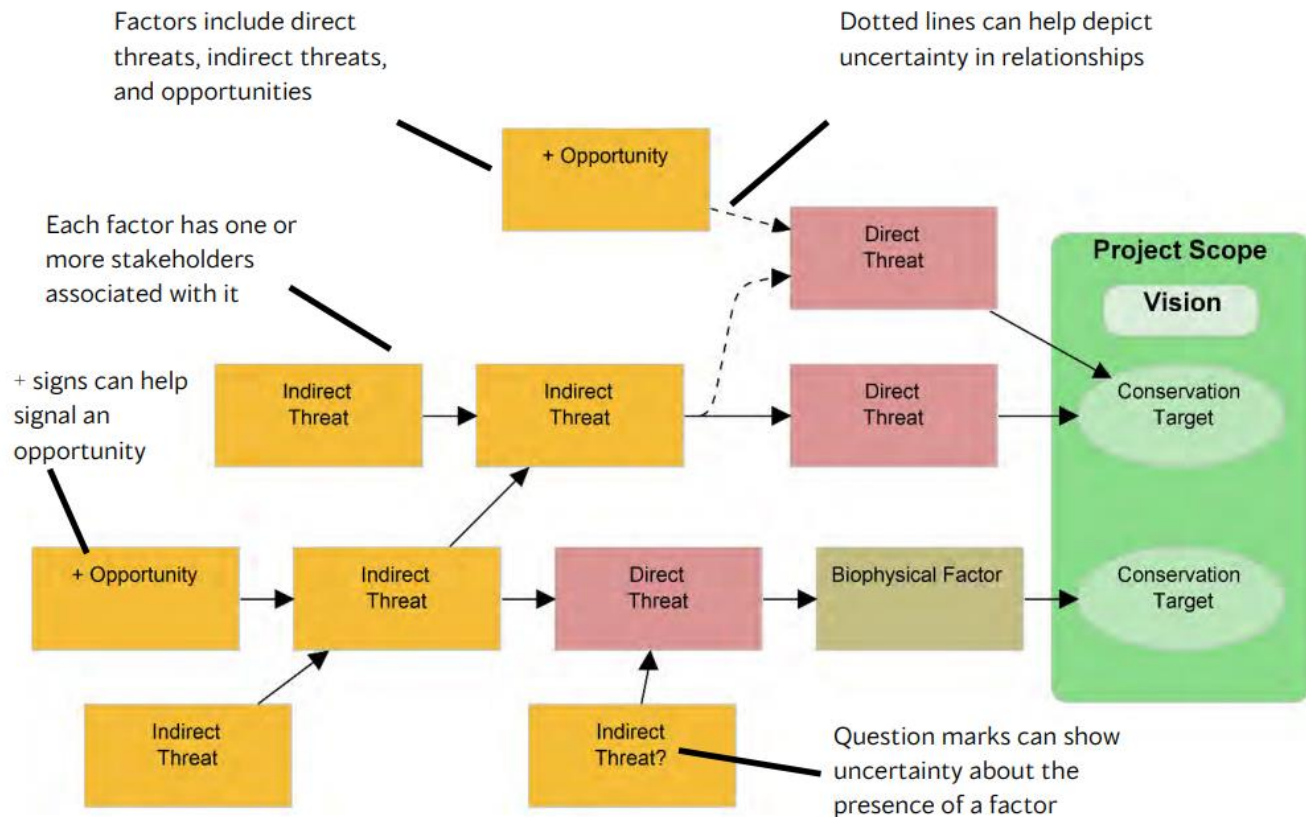 Factors include direct
threats, indirect threats,
and opportunities
Dotted lines can help depict
uncertainty in relationships
+ Opportunity
Each factor has one or
more stakeholders
associated with it
Direct
Threat
Project Scope
Vision
+ signs can help
signal an
opportunity
Indirect
Threat
Indirect
Threat
Direct
Threat
Conservation
Target
+ Opportunity
Indirect
Threat
Direct
Threat
Biophysical Factor
Conservation
Target
Indirect
Threat
Indirect
Threat?
Question marks can show
uncertainty about the
presence of a factor